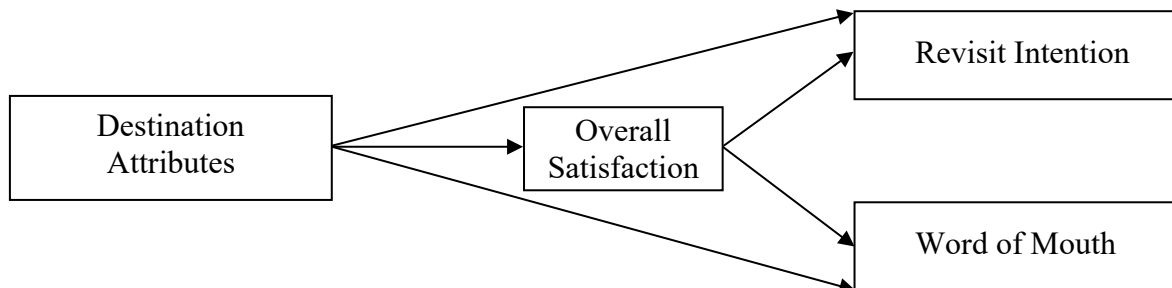 Destination
Attributes
Overall
Satisfaction
Revisit Intention
Word of Mouth